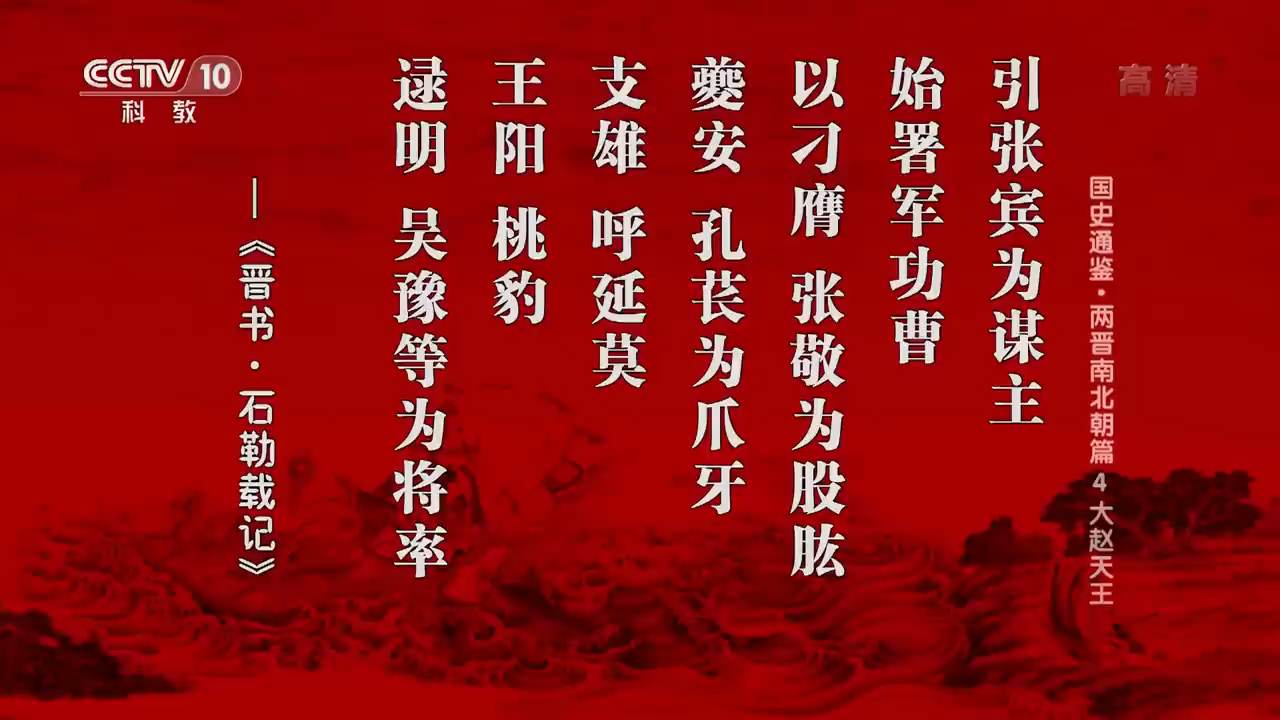 CCTV 10
科教
高清
国史通鉴·两晋南北朝篇 4 大赵天王
引张宾为谋主
始署军功曹
以刁膺 张敬为股肱
夔安 孔苌为爪牙
支雄 呼延莫
王阳 桃豹
逯明 吴豫等为将率
—《晋书·石勒载记》